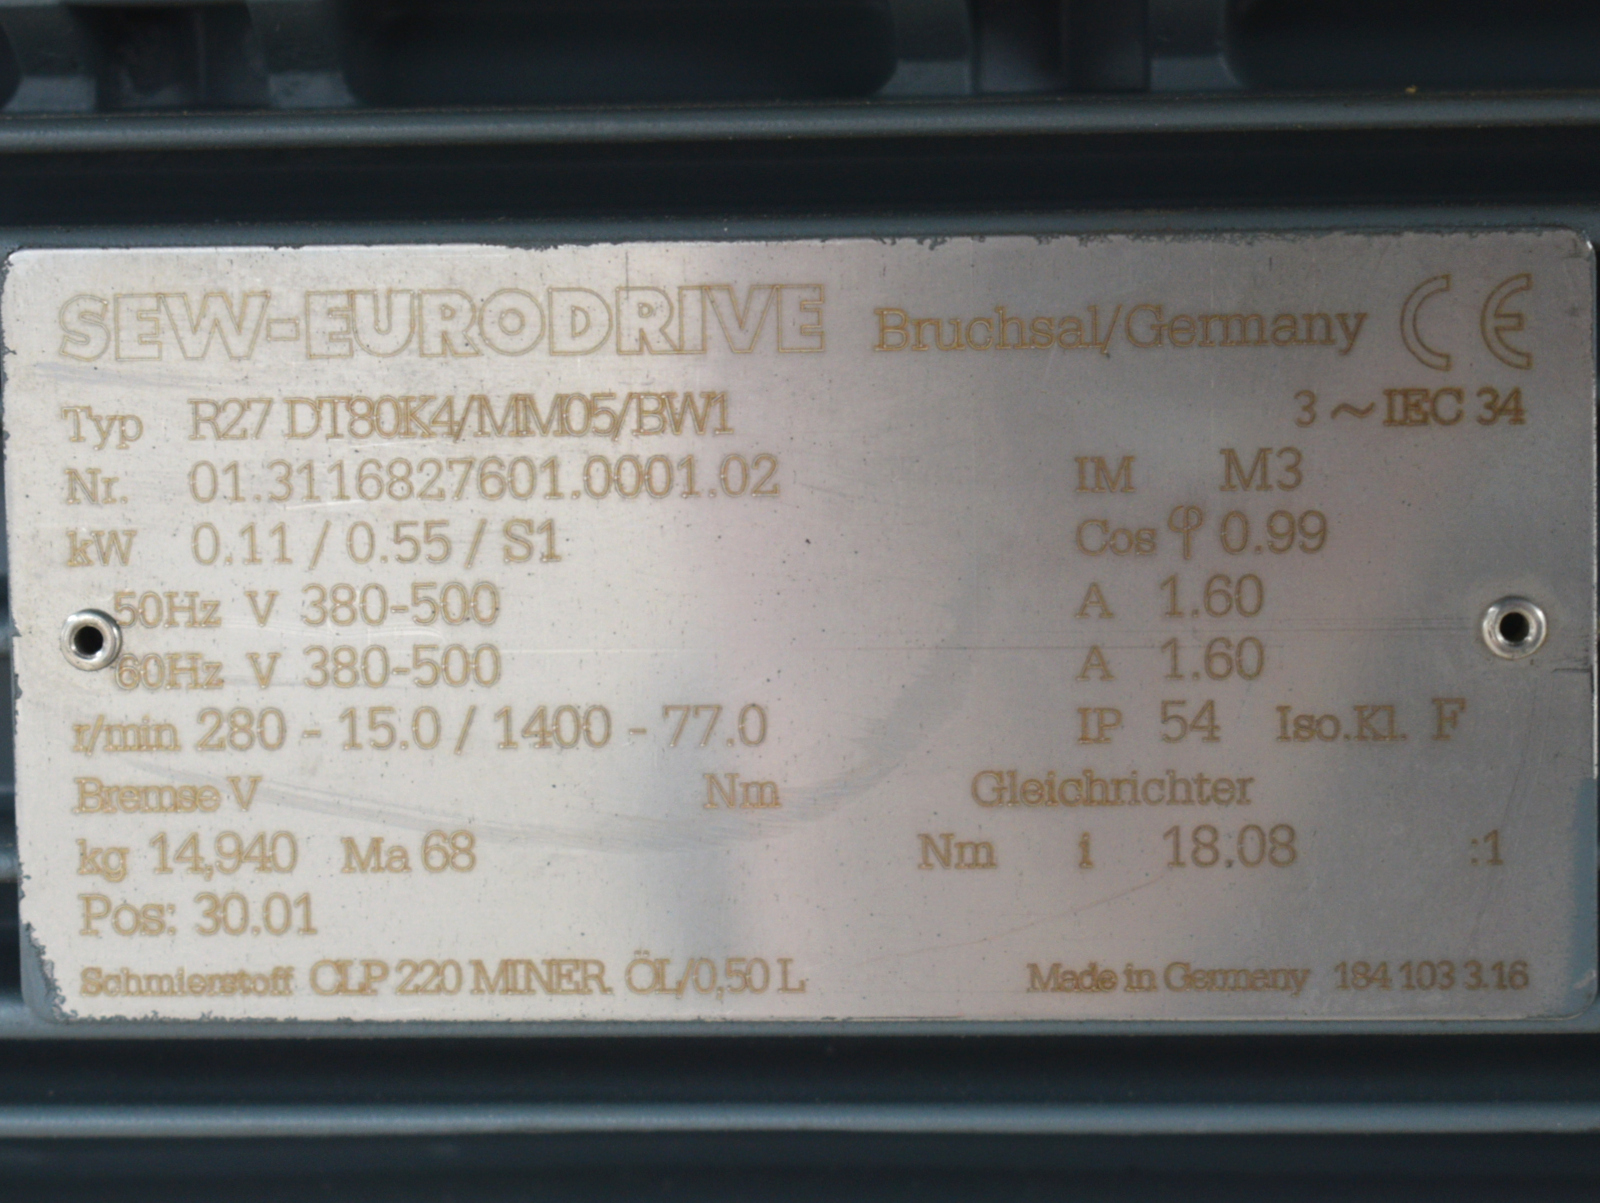 SEW-EURODRIVE Bruchsal/Germany CE
Typ R27 DT80K4/MM05/BW1 3 ~ IEC 34
Nr. 01.3116827601.0001.02 IM M3
kW 0.11 / 0.55 / S1 Cos φ 0.99
50Hz V 380-500 A 1.60
60Hz V 380-500 A 1.60
r/min 280 - 15.0 / 1400 - 77.0 IP 54 Iso.Kl. F
Bremse V Nm Gleichrichter
kg 14,940 Ma 68 Nm i 18.08 :1
Pos: 30.01
Schmierstoff CLP 220 MINER. ÖL/0,50 L Made in Germany 184 103 3.16